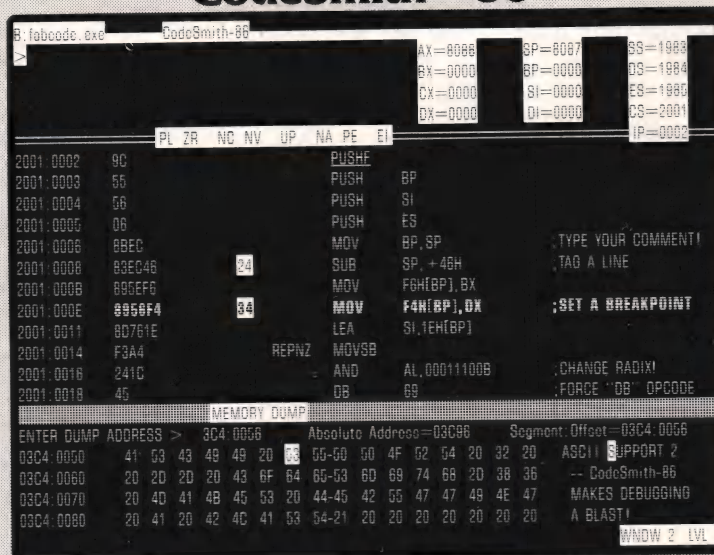 CodeSmith-86
B:fabcode.exe CodeSmith-86
>
AX=8086 SP=8087 SS=1983
BX=0000 BP=0000 DS=1984
CX=0000 SI=0000 ES=1985
DX=0000 DI=0000 CS=2001
IP=0002
PL ZR NC NV UP NA PE EI
2001:0002 9C PUSHF
2001:0003 55 PUSH BP
2001:0004 56 PUSH SI
2001:0005 06 PUSH ES
2001:0006 8BEC MOV BP,SP ;TYPE YOUR COMMENT!
2001:0008 83EC46 24 SUB SP,+46H ;TAG A LINE
2001:000B 895EF6 MOV F6H[BP],BX
2001:000E 8956F4 34 MOV F4H[BP],DX ;SET A BREAKPOINT
2001:0011 8D761E LEA SI,1EH[BP]
2001:0014 F3A4 REPNZ MOVSB
2001:0016 241C AND AL,00011100B ;CHANGE RADIX!
2001:0018 45 DB 69 ;FORCE "DB" OPCODE
MEMORY DUMP
ENTER DUMP ADDRESS > 3C4:0056 Absolute Address=03C96 Segment:Offset=03C4:0056
03C4:0050 41 53 43 49 49 20 53 55-50 50 4F 52 54 20 32 20 ASCII SUPPORT 2
03C4:0060 20 2D 2D 20 43 6F 64 65-53 6D 69 74 68 2D 38 36 -- CodeSmith-86
03C4:0070 20 4D 41 4B 45 53 20 44-45 42 55 47 47 49 4E 47 MAKES DEBUGGING
03C4:0080 20 41 20 42 4C 41 53 54-21 20 20 20 20 20 20 20 A BLAST!
WNDW 2 LVL